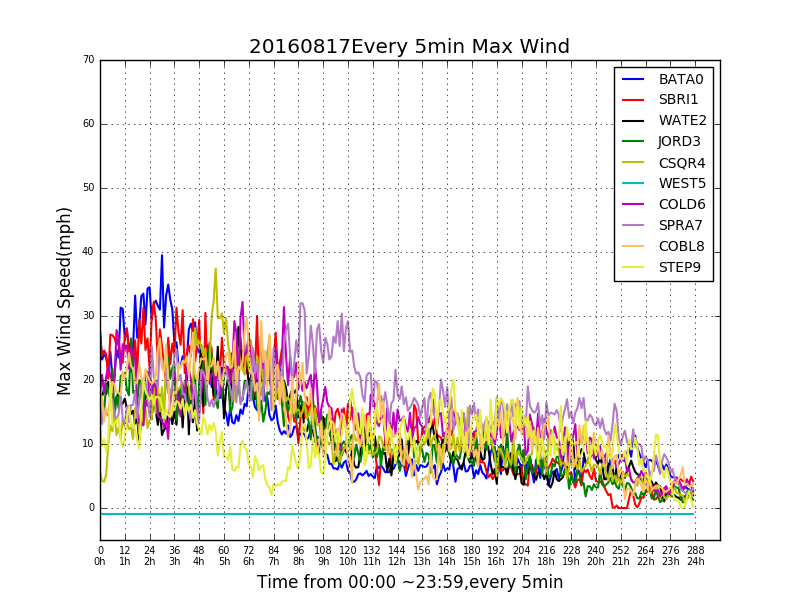 20160817Every 5min Max Wind
70
60
50
40
30
20
10
0
Max Wind Speed(mph)
BATA0
SBRI1
WATE2
JORD3
CSQR4
WEST5
COLD6
SPRA7
COBL8
STEP9
0 12 24 36 48 60 72 84 96 108 120 132 144 156 168 180 192 204 216 228 240 252 264 276 288
0h 1h 2h 3h 4h 5h 6h 7h 8h 9h 10h 11h 12h 13h 14h 15h 16h 17h 18h 19h 20h 21h 22h 23h 24h
Time from 00:00 ~23:59,every 5min